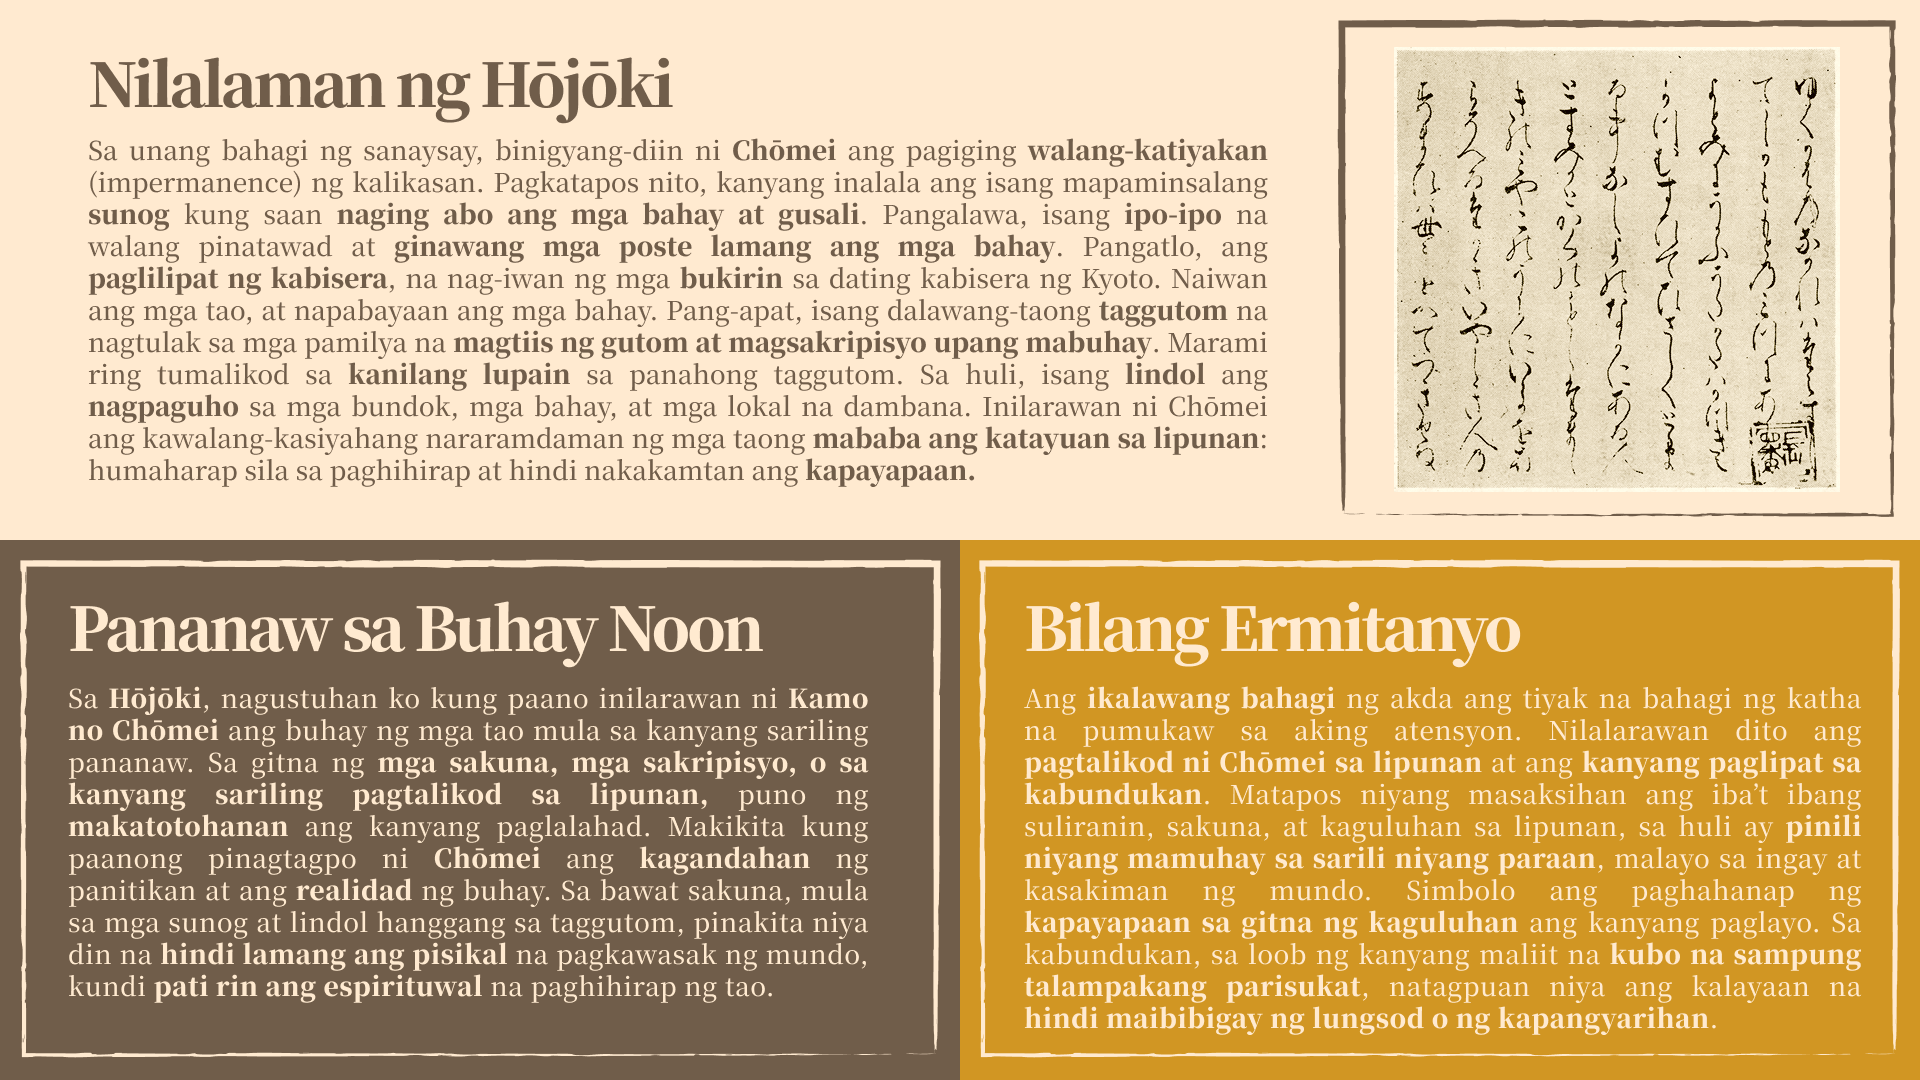 Nilalaman ng Hōjōki
Sa unang bahagi ng sanaysay, binigyang-diin ni Chōmei ang pagiging walang-katiyakan
(impermanence) ng kalikasan. Pagkatapos nito, kanyang inalala ang isang mapaminsalang
sunog kung saan naging abo ang mga bahay at gusali. Pangalawa, isang ipo-ipo na
walang pinatawad at ginawang mga poste lamang ang mga bahay. Pangatlo, ang
paglilipat ng kabisera, na nag-iwan ng mga bukirin sa dating kabisera ng Kyoto. Naiwan
ang mga tao, at napabayaan ang mga bahay. Pang-apat, isang dalawang-taong taggutom na
nagtulak sa mga pamilya na magtiis ng gutom at magsakripisyo upang mabuhay. Marami
ring tumalikod sa kanilang lupain sa panahong taggutom. Sa huli, isang lindol ang
nagpaguho sa mga bundok, mga bahay, at mga lokal na dambana. Inilarawan ni Chōmei
ang kawalang-kasiyahang nararamdaman ng mga taong mababa ang katayuan sa lipunan:
humaharap sila sa paghihirap at hindi nakakamtan ang kapayapaan.
Pananaw sa Buhay Noon
Sa Hōjōki, nagustuhan ko kung paano inilarawan ni Kamo
no Chōmei ang buhay ng mga tao mula sa kanyang sariling
pananaw. Sa gitna ng mga sakuna, mga sakripisyo, o sa
kanyang sariling pagtalikod sa lipunan, puno ng
makatotohanan ang kanyang paglalahad. Makikita kung
paanong pinagtagpo ni Chōmei ang kagandahan ng
panitikan at ang realidad ng buhay. Sa bawat sakuna, mula
sa mga sunog at lindol hanggang sa taggutom, pinakita niya
din na hindi lamang ang pisikal na pagkawasak ng mundo,
kundi pati rin ang espirituwal na paghihirap ng tao.
Bilang Ermitanyo
Ang ikalawang bahagi ng akda ang tiyak na bahagi ng katha
na pumukaw sa aking atensyon. Nilalarawan dito ang
pagtalikod ni Chōmei sa lipunan at ang kanyang paglipat sa
kabundukan. Matapos niyang masaksihan ang iba't ibang
suliranin, sakuna, at kaguluhan sa lipunan, sa huli ay pinili
niyang mamuhay sa sarili niyang paraan, malayo sa ingay at
kasakiman ng mundo. Simbolo ang paghahanap ng
kapayapaan sa gitna ng kaguluhan ang kanyang paglayo. Sa
kabundukan, sa loob ng kanyang maliit na kubo na sampung
talampakang parisukat, natagpuan niya ang kalayaan na
hindi maibibigay ng lungsod o ng kapangyarihan.